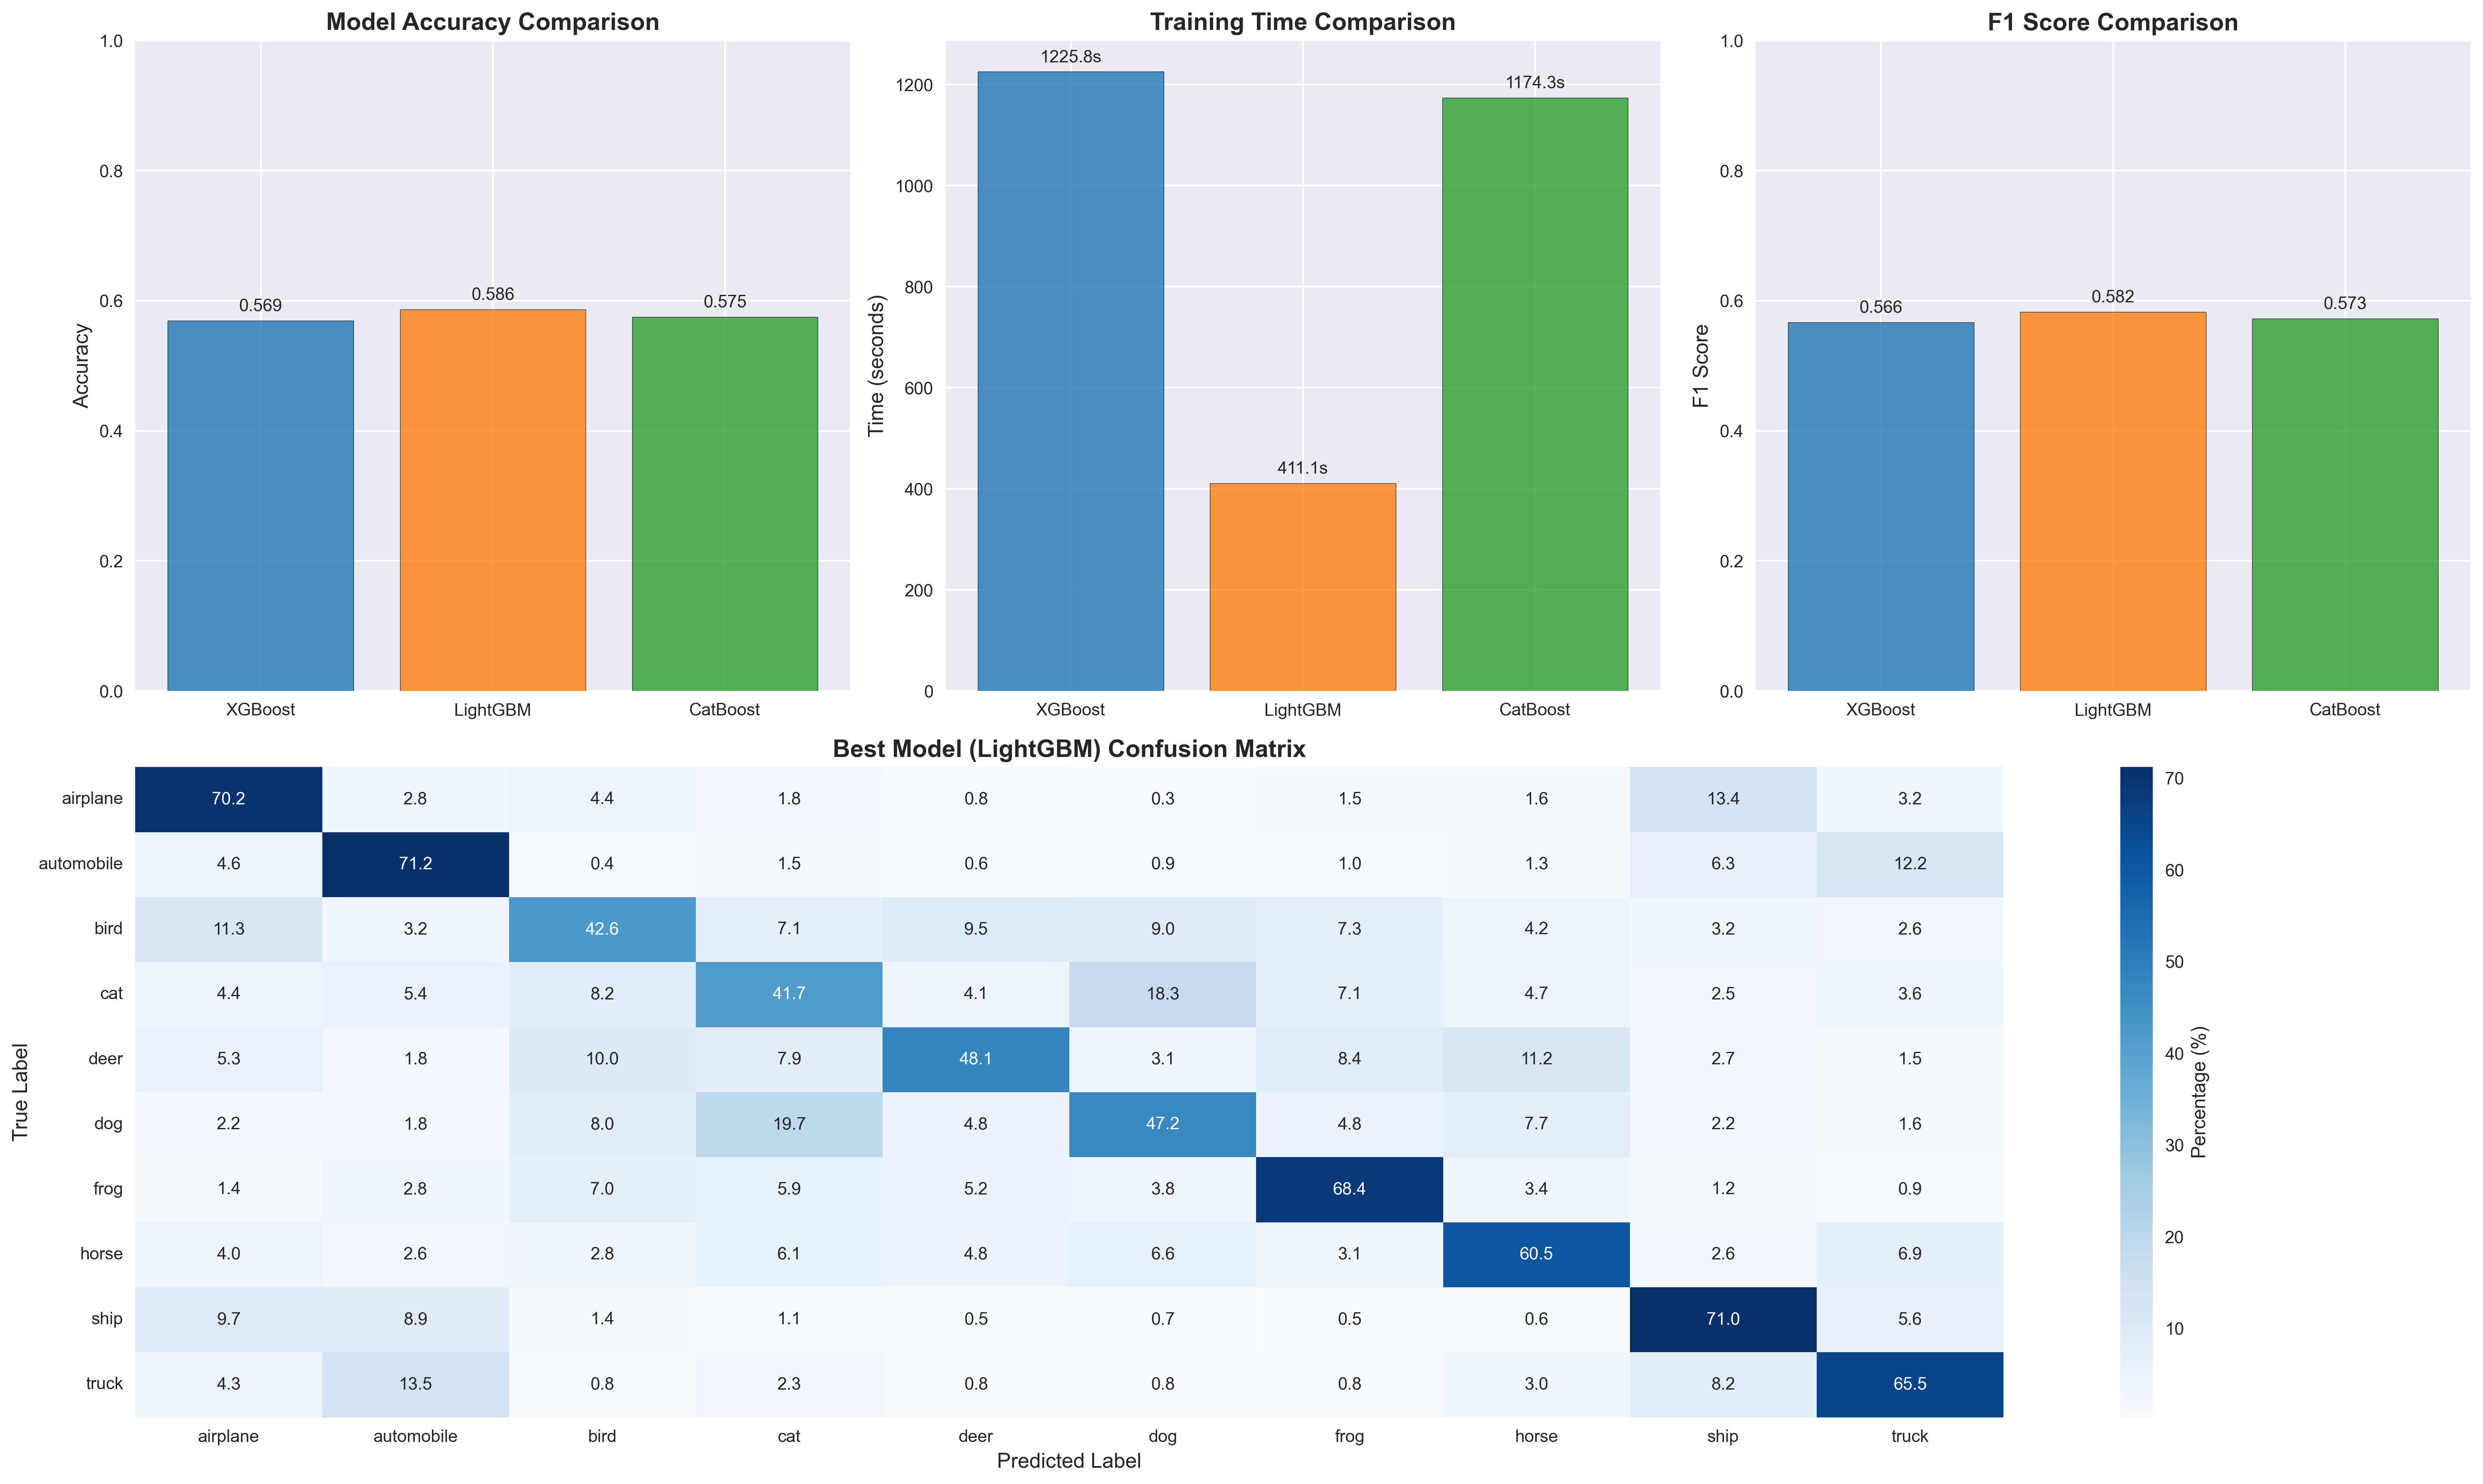 Model Accuracy Comparison
1.0
0.8
0.6
0.4
0.2
0.0
Accuracy
0.569
0.586
0.575
XGBoost
LightGBM
CatBoost
Training Time Comparison
1200
1000
800
600
400
200
0
Time (seconds)
1225.8s
411.1s
1174.3s
XGBoost
LightGBM
CatBoost
F1 Score Comparison
1.0
0.8
0.6
0.4
0.2
0.0
F1 Score
0.566
0.582
0.573
XGBoost
LightGBM
CatBoost
Best Model (LightGBM) Confusion Matrix
True Label
airplane 70.2 2.8 4.4 1.8 0.8 0.3 1.5 1.6 13.4 3.2
automobile 4.6 71.2 0.4 1.5 0.6 0.9 1.0 1.3 6.3 12.2
bird 11.3 3.2 42.6 7.1 9.5 9.0 7.3 4.2 3.2 2.6
cat 4.4 5.4 8.2 41.7 4.1 18.3 7.1 4.7 2.5 3.6
deer 5.3 1.8 10.0 7.9 48.1 3.1 8.4 11.2 2.7 1.5
dog 2.2 1.8 8.0 19.7 4.8 47.2 4.8 7.7 2.2 1.6
frog 1.4 2.8 7.0 5.9 5.2 3.8 68.4 3.4 1.2 0.9
horse 4.0 2.6 2.8 6.1 4.8 6.6 3.1 60.5 2.6 6.9
ship 9.7 8.9 1.4 1.1 0.5 0.7 0.5 0.6 71.0 5.6
truck 4.3 13.5 0.8 2.3 0.8 0.8 0.8 3.0 8.2 65.5
airplane automobile bird cat deer dog frog horse ship truck
Predicted Label
70
60
50
40
30
20
10
Percentage (%)